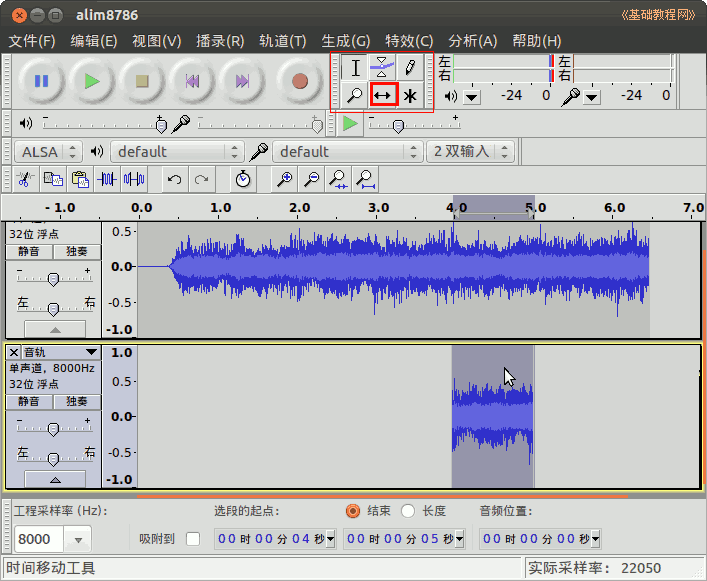 alim8786
《基础教程网》
文件(F) 编辑(E) 视图(V) 播录(R) 轨道(T) 生成(G) 特效(C) 分析(A) 帮助(H)
左
右
-24 0
左
右
-24 0
ALSA default default 2 双输入
-1.0 0.0 1.0 2.0 3.0 4.0 5.0 6.0 7.0
32位 浮点
静音 独奏
左 右
0.5
0.0
-0.5
-1.0
音轨
单声道, 8000Hz
32位 浮点
静音 独奏
左 右
1.0
0.5
0.0
-0.5
-1.0
工程采样率 (Hz): 选段的起点: 结束 长度 音频位置:
8000 吸附到 00 时 00 分 04 秒 00 时 00 分 05 秒 00 时 00 分 00 秒
时间移动工具 实际采样率: 22050